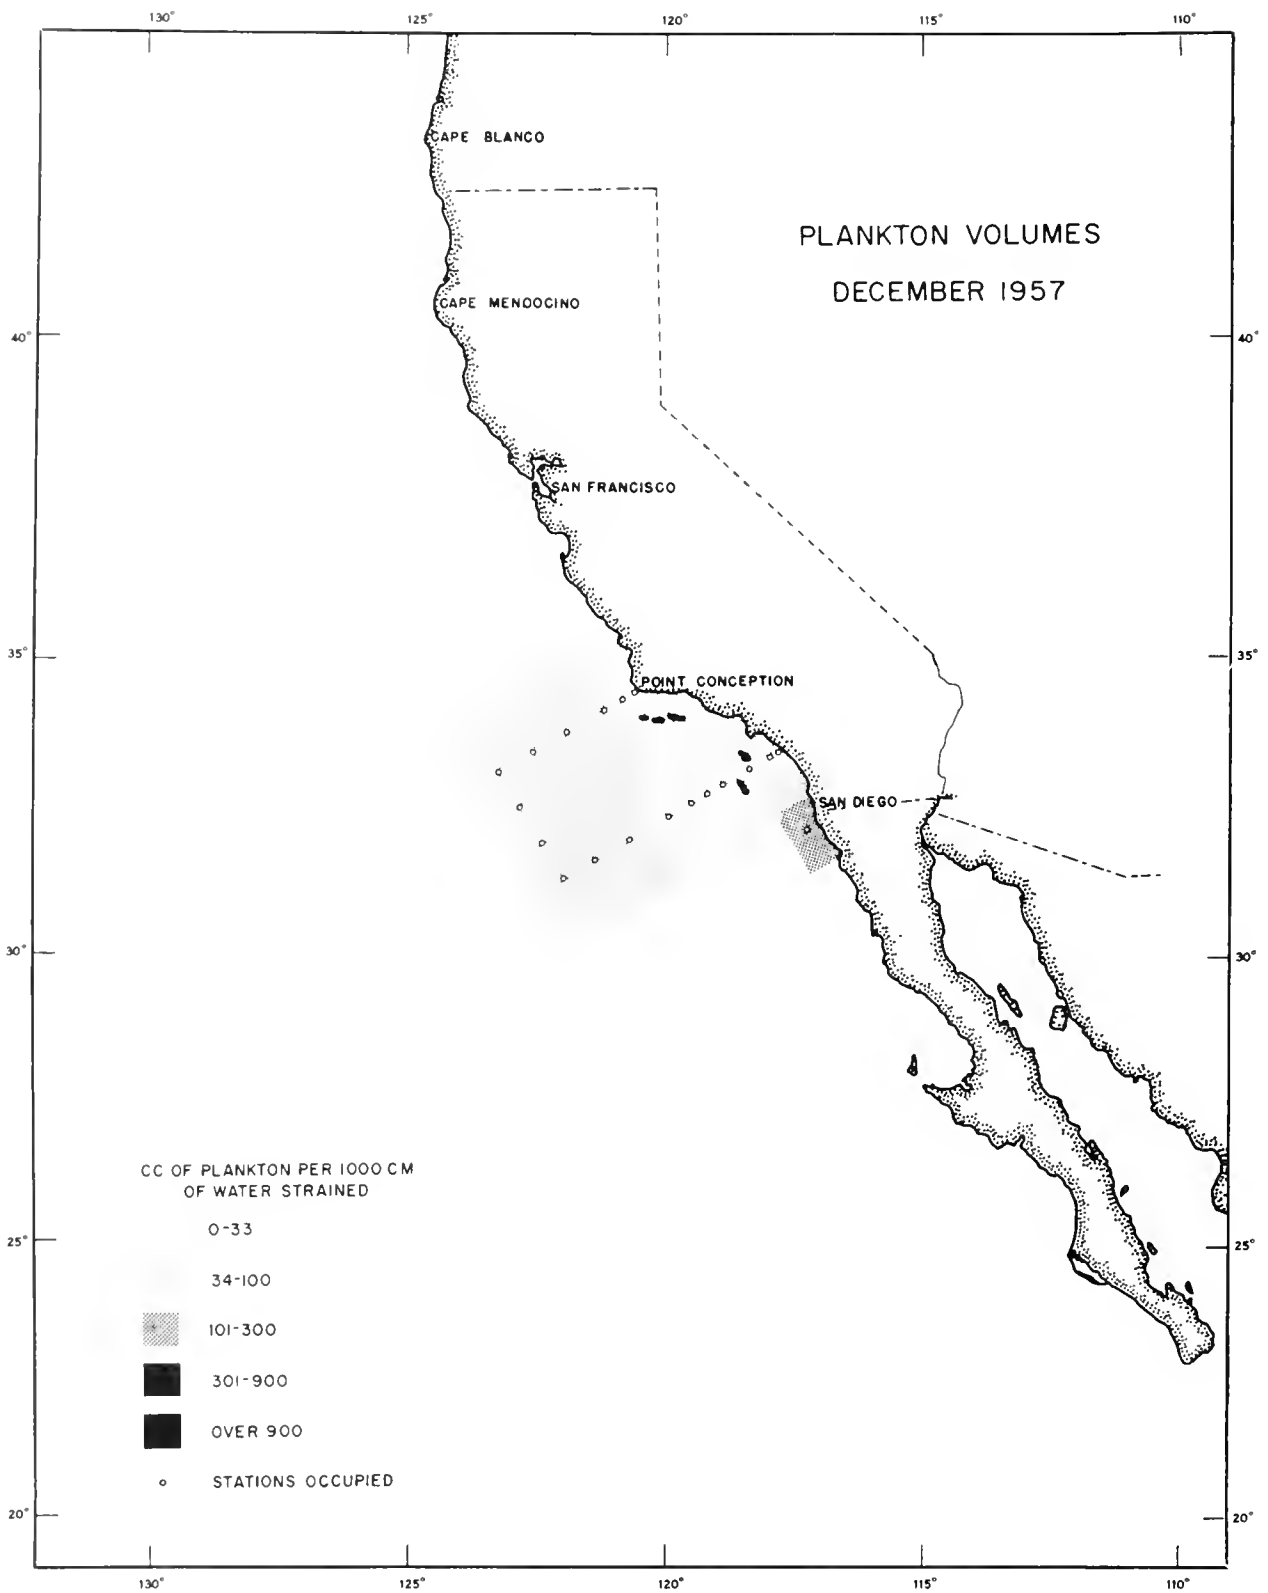 130° 125° 120° 115° 110°
CAPE BLANCO
PLANKTON VOLUMES
DECEMBER 1957
CAPE MENDOCINO
40° 40°
SAN FRANCISCO
35° 35°
POINT CONCEPTION
SAN DIEGO
30° 30°
CC OF PLANKTON PER 1000 CM
OF WATER STRAINED
0-33
25° 25°
34-100
101-300
301-900
OVER 900
STATIONS OCCUPIED
20° 20°
130° 125° 120° 115° 110°